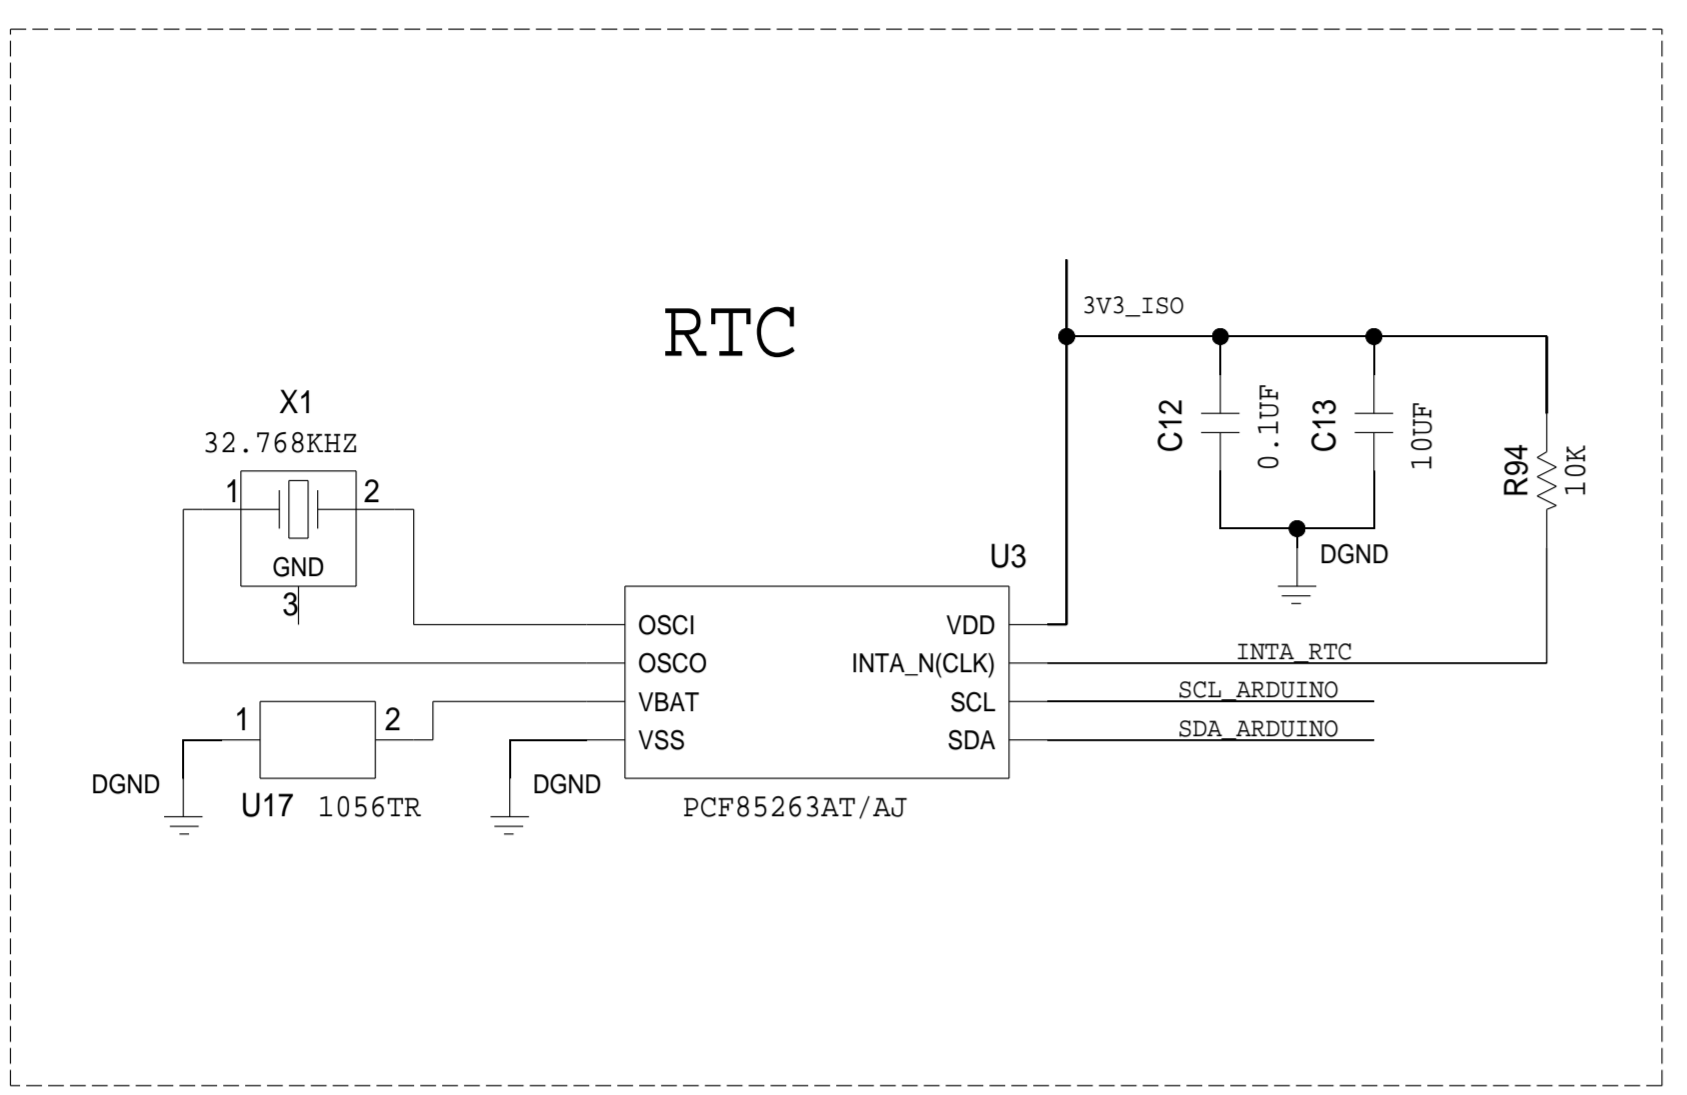 RTC
3V3_ISO
X1
32.768KHZ
1
2
GND
3
C12
0.1UF
C13
10UF
R94
10K
DGND
U3
OSCI
VDD
OSCO
INTA_N(CLK)
INTA_RTC
VBAT
SCL
SCL_ARDUINO
VSS
SDA
SDA_ARDUINO
1
2
DGND
U17
1056TR
DGND
PCF85263AT/AJ